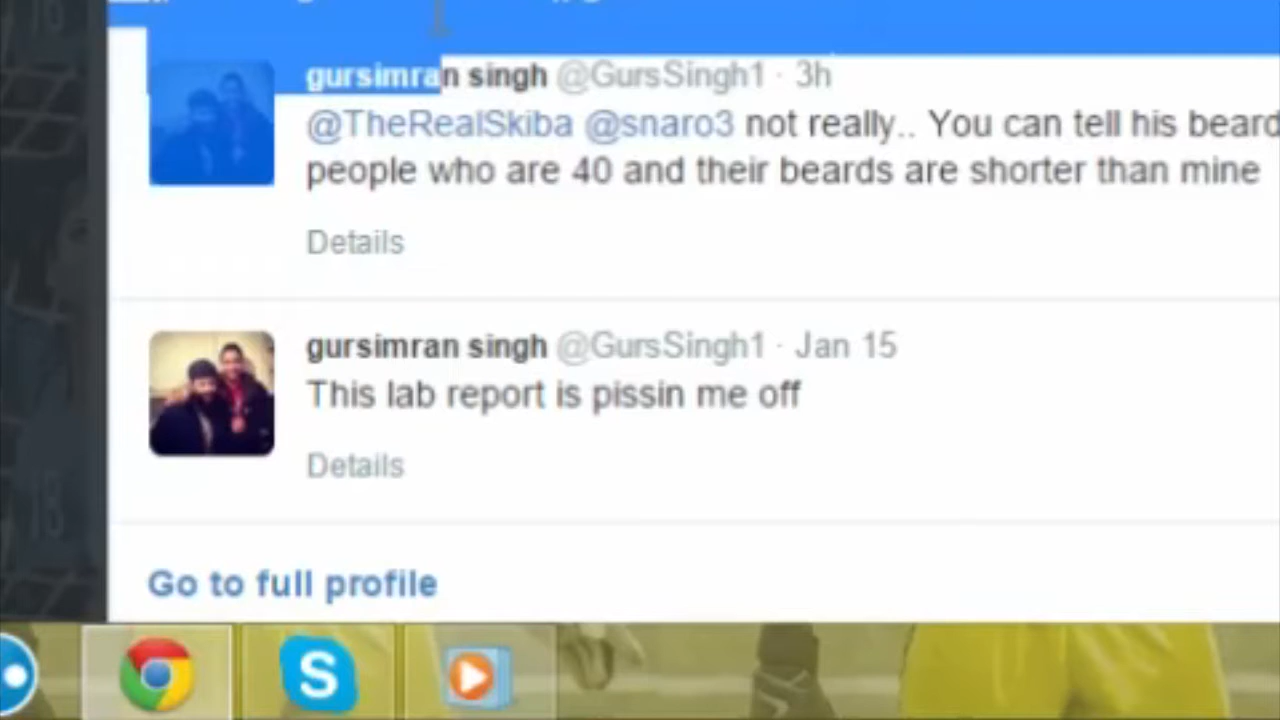 gursimran singh @GursSingh1 · 3h
@TheRealSkiba @snaro3 not really.. You can tell his beard
people who are 40 and their beards are shorter than mine
Details
gursimran singh @GursSingh1 · Jan 15
This lab report is pissin me off
Details
Go to full profile